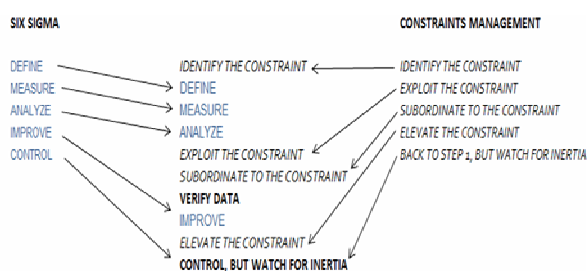 SIX SIGMA
CONSTRAINTS MANAGEMENT
DEFINE
MEASURE
ANALYZE
IMPROVE
CONTROL
IDENTIFY THE CONSTRAINT
DEFINE
MEASURE
ANALYZE
EXPLOIT THE CONSTRAINT
SUBORDINATE TO THE CONSTRAINT
VERIFY DATA
IMPROVE
ELEVATE THE CONSTRAINT
CONTROL, BUT WATCH FOR INERTIA
IDENTIFY THE CONSTRAINT
EXPLOIT THE CONSTRAINT
SUBORDINATE TO THE CONSTRAINT
ELEVATE THE CONSTRAINT
BACK TO STEP 1, BUT WATCH FOR INERTIA